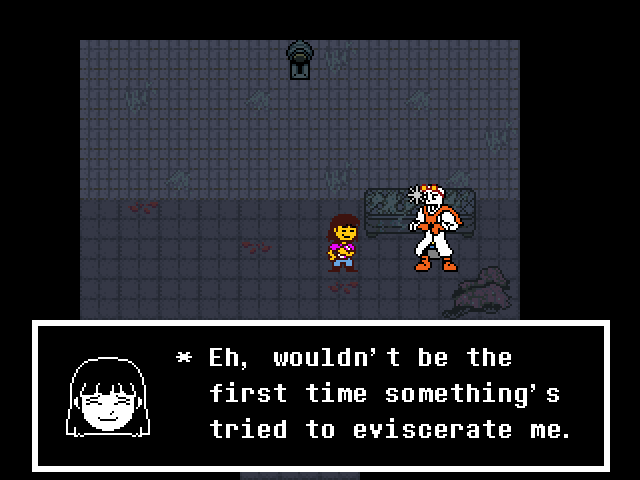 * Eh, wouldn't be the
first time something's
tried to eviscerate me.